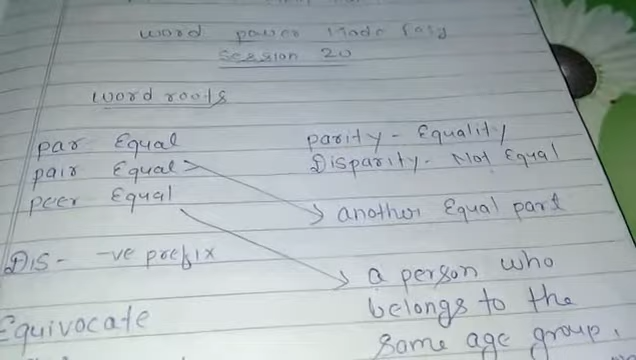 Word power Made Easy
Session 20
word roots
par Equal
parity - Equality
pair Equal
Disparity - Not Equal
peer Equal
another Equal part
Dis- -ve prefix
a person who
belongs to the
same age group.
Equivocate